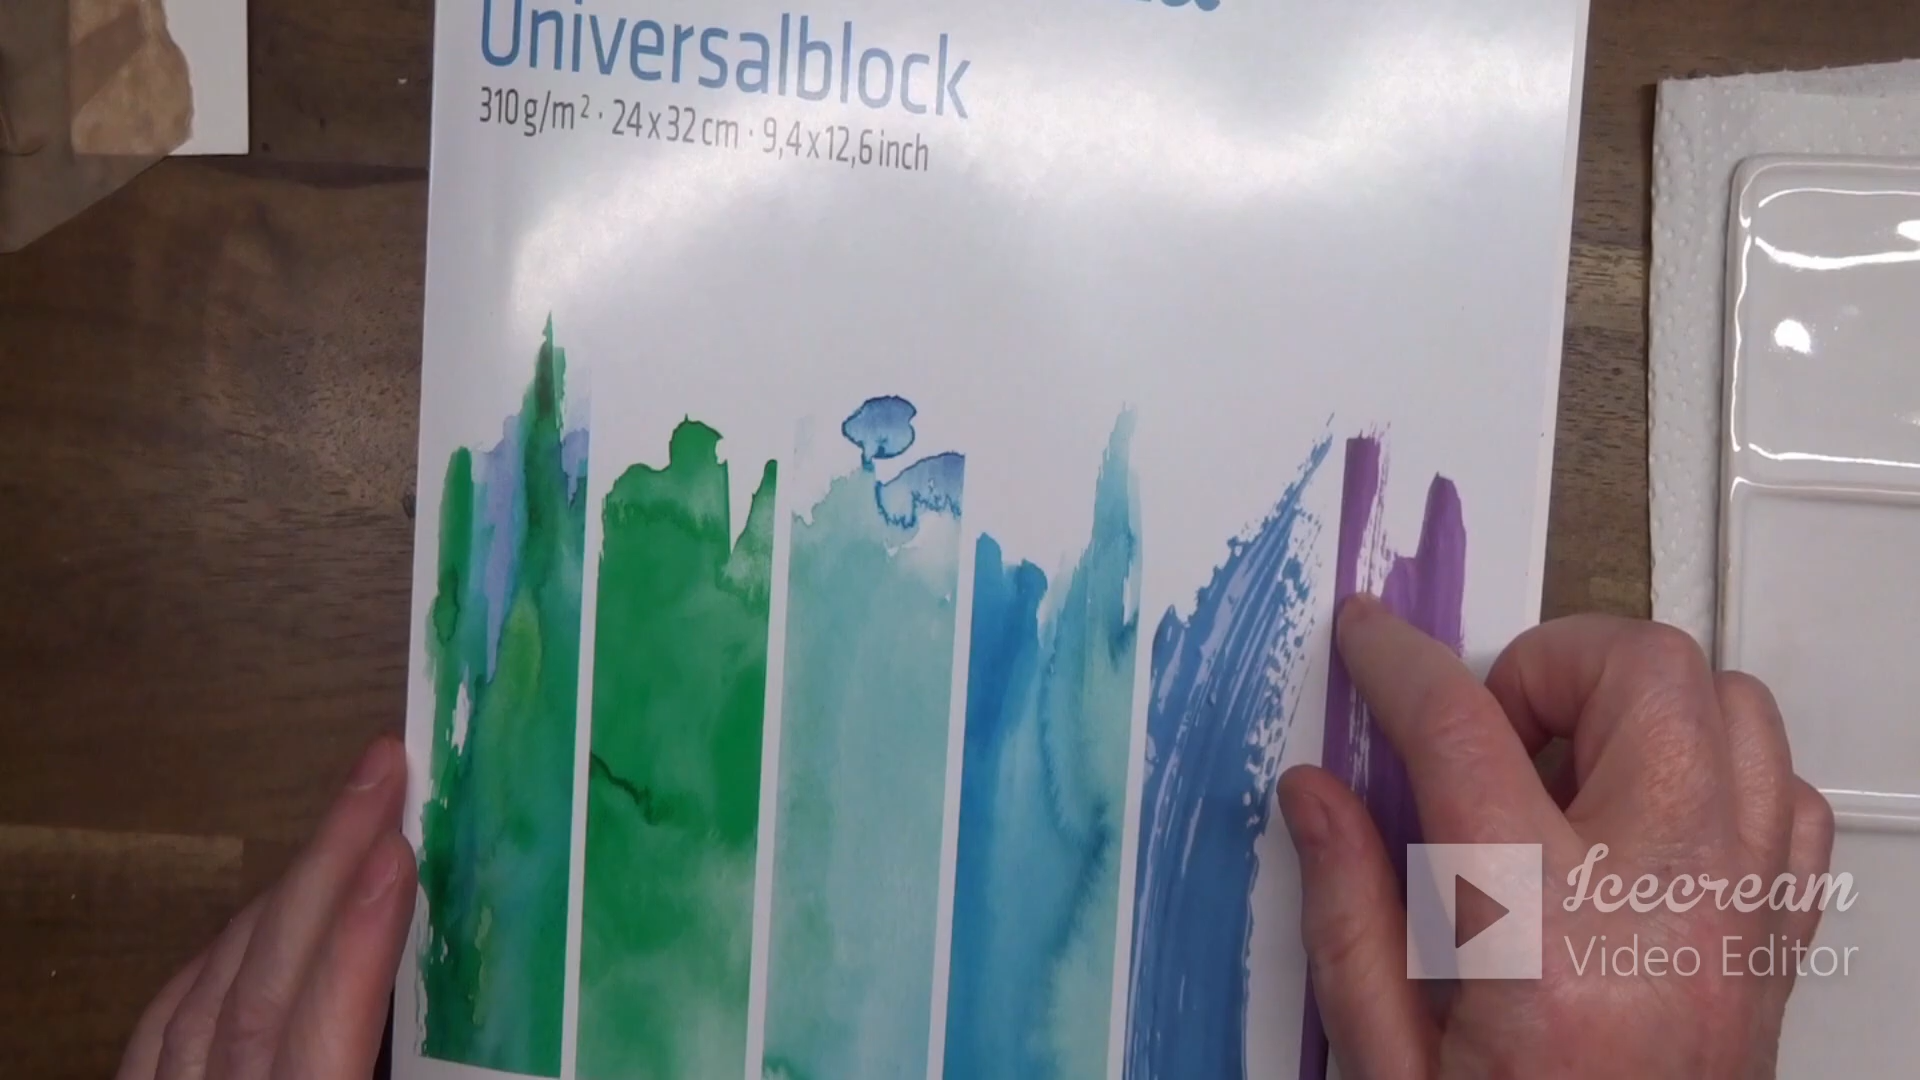 Universalblock
310 g/m² · 24 x 32 cm · 9,4 x 12,6 inch
Icecream
Video Editor